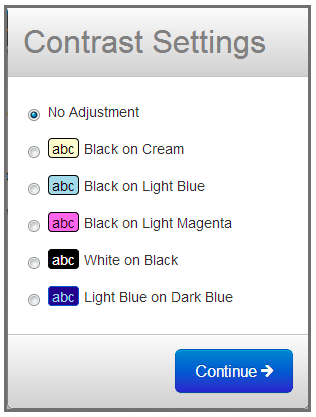 Contrast Settings
No Adjustment
abc Black on Cream
abc Black on Light Blue
abc Black on Light Magenta
abc White on Black
abc Light Blue on Dark Blue
Continue →